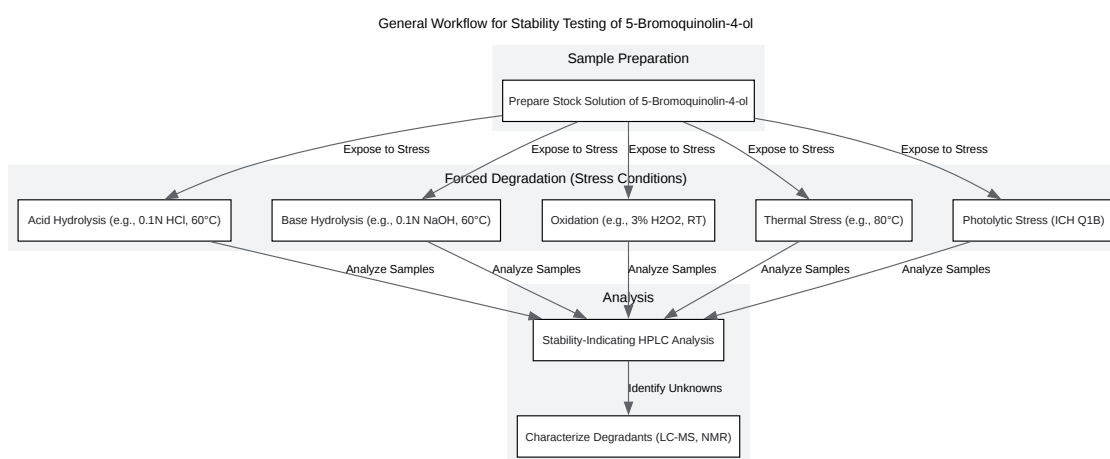 General Workflow for Stability Testing of 5-Bromoquinolin-4-ol
Sample Preparation
Prepare Stock Solution of 5-Bromoquinolin-4-ol
Expose to Stress
Expose to Stress
Expose to Stress
Expose to Stress
Expose to Stress
Forced Degradation (Stress Conditions)
Acid Hydrolysis (e.g., 0.1N HCl, 60°C)
Base Hydrolysis (e.g., 0.1N NaOH, 60°C)
Oxidation (e.g., 3% H2O2, RT)
Thermal Stress (e.g., 80°C)
Photolytic Stress (ICH Q1B)
Analyze Samples
Analyze Samples
Analyze Samples
Analyze Samples
Analyze Samples
Analysis
Stability-Indicating HPLC Analysis
Identify Unknowns
Characterize Degradants (LC-MS, NMR)